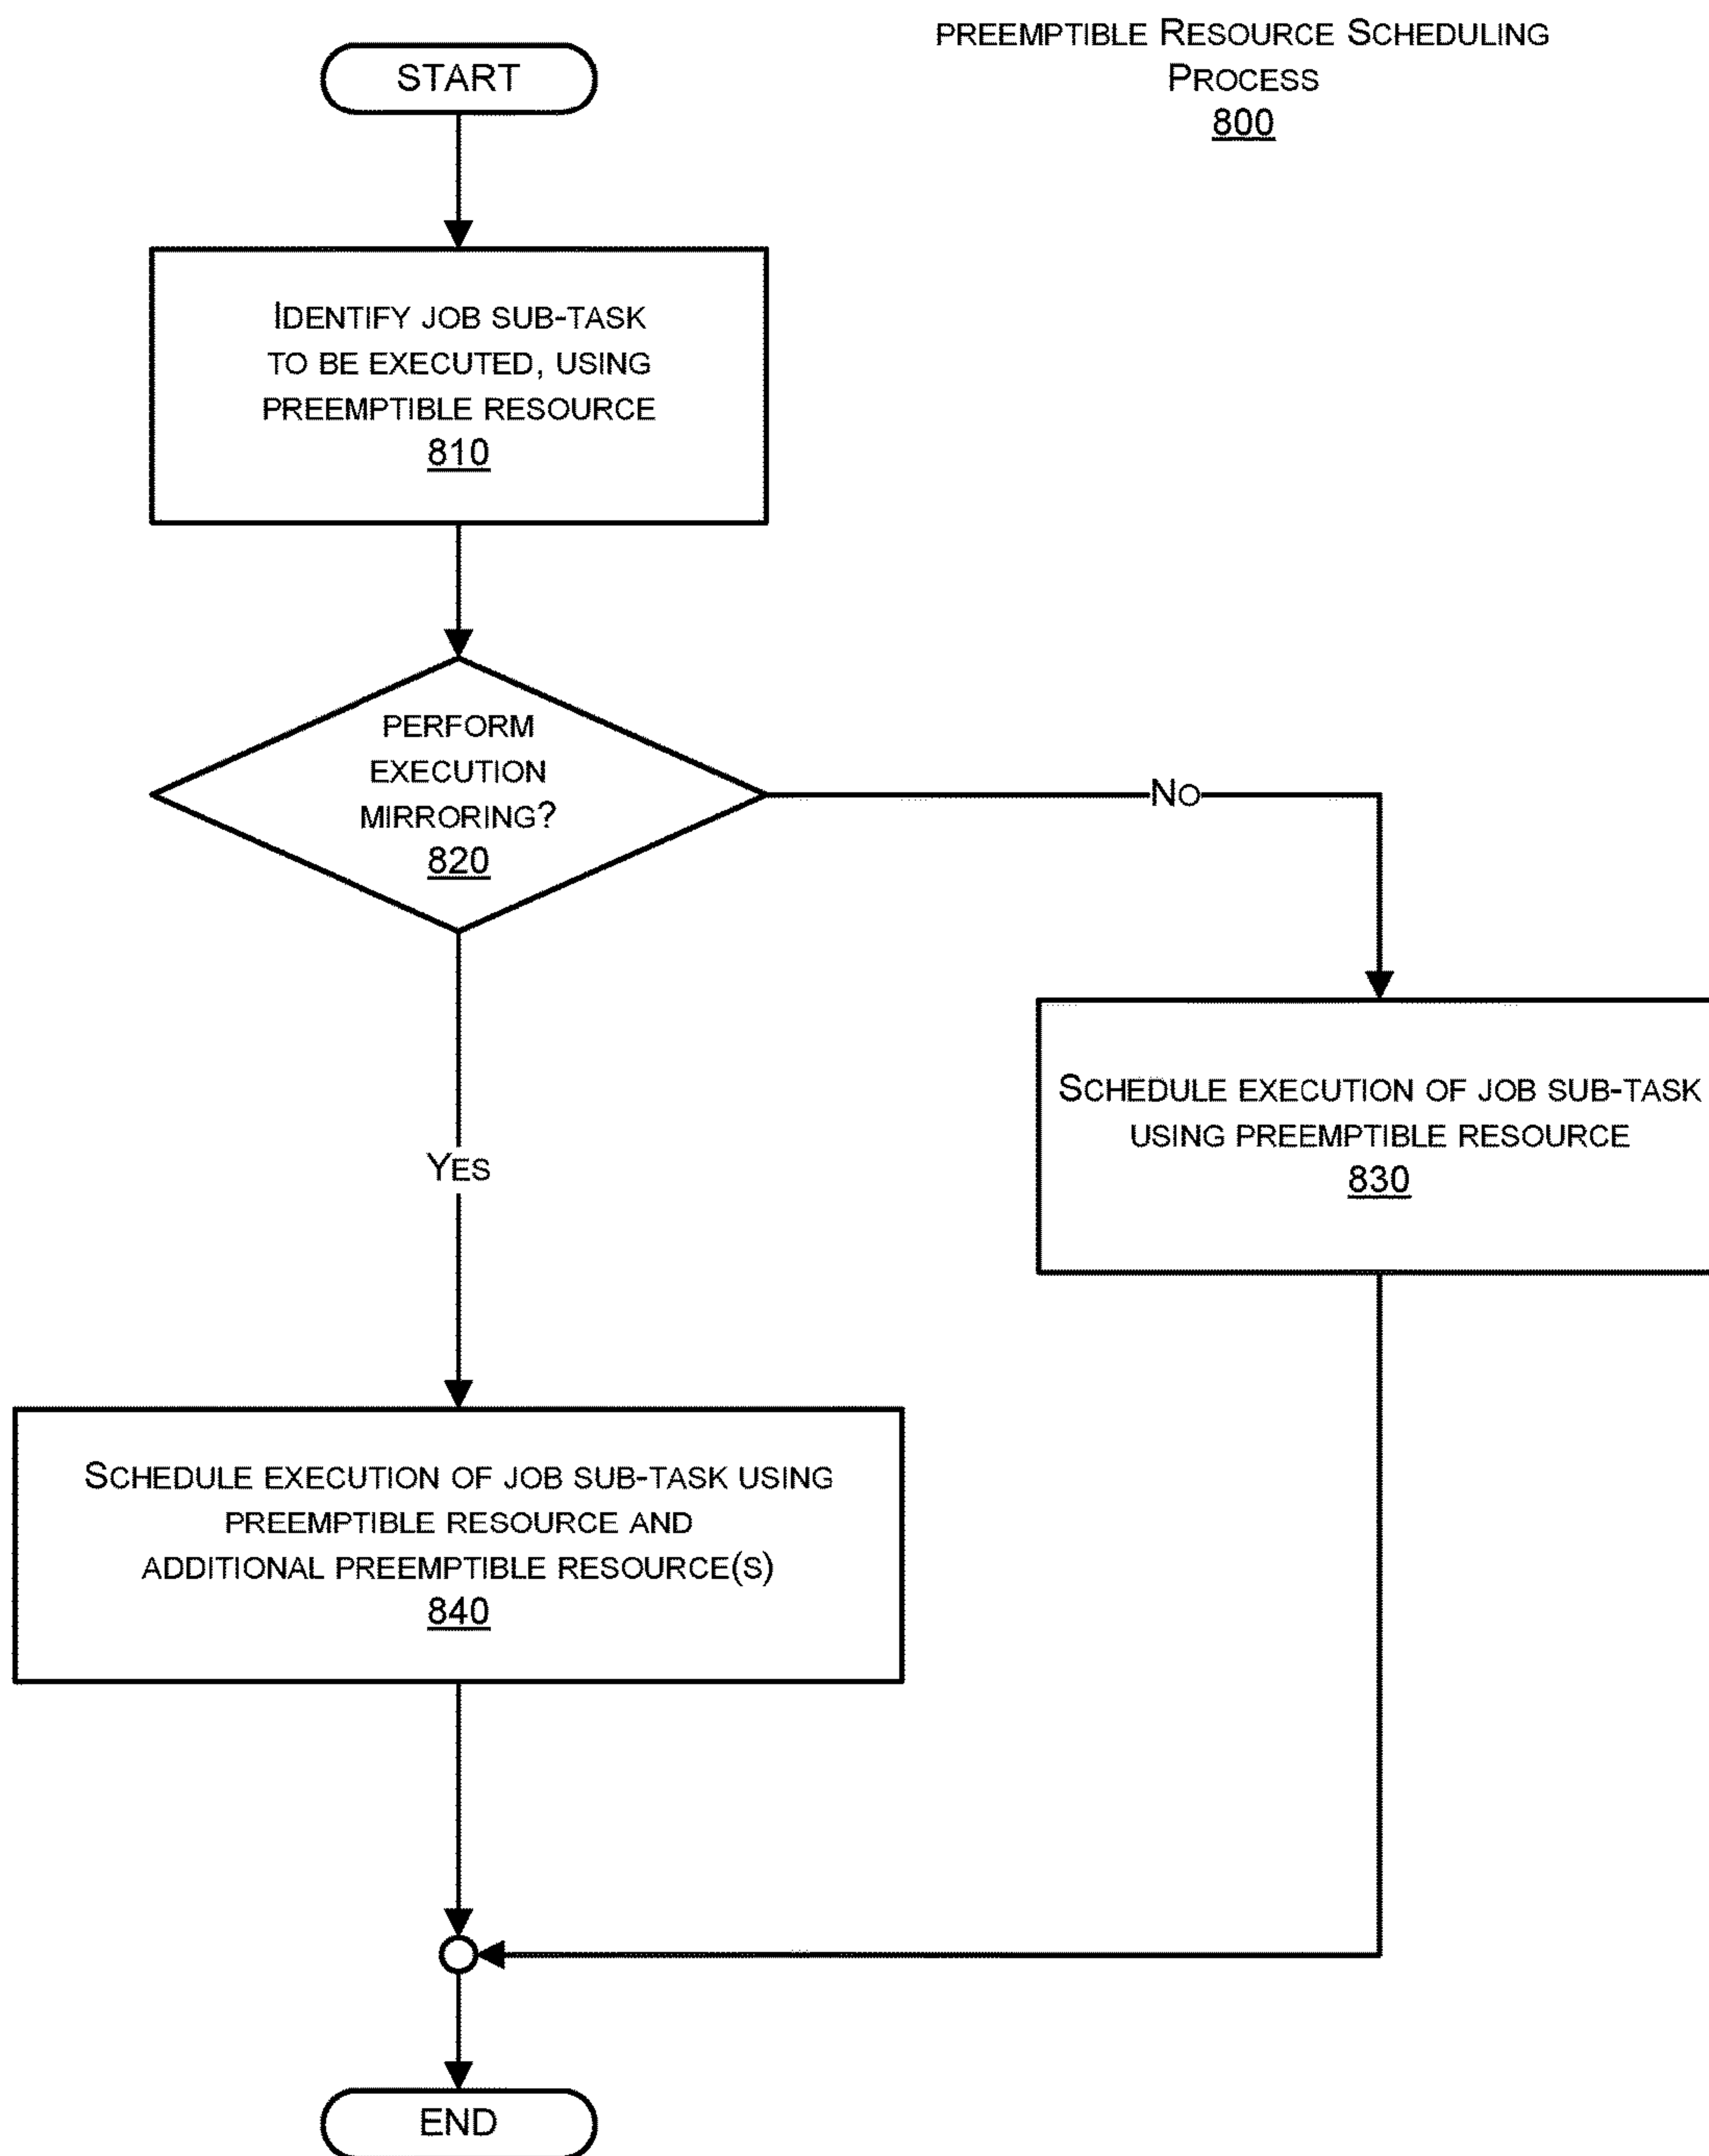 PREEMPTIBLE RESOURCE SCHEDULING
PROCESS
800
START
IDENTIFY JOB SUB-TASK
TO BE EXECUTED, USING
PREEMPTIBLE RESOURCE
810
PERFORM
EXECUTION
MIRRORING?
820
NO
SCHEDULE EXECUTION OF JOB SUB-TASK
USING PREEMPTIBLE RESOURCE
830
YES
SCHEDULE EXECUTION OF JOB SUB-TASK USING
PREEMPTIBLE RESOURCE AND
ADDITIONAL PREEMPTIBLE RESOURCE(S)
840
END